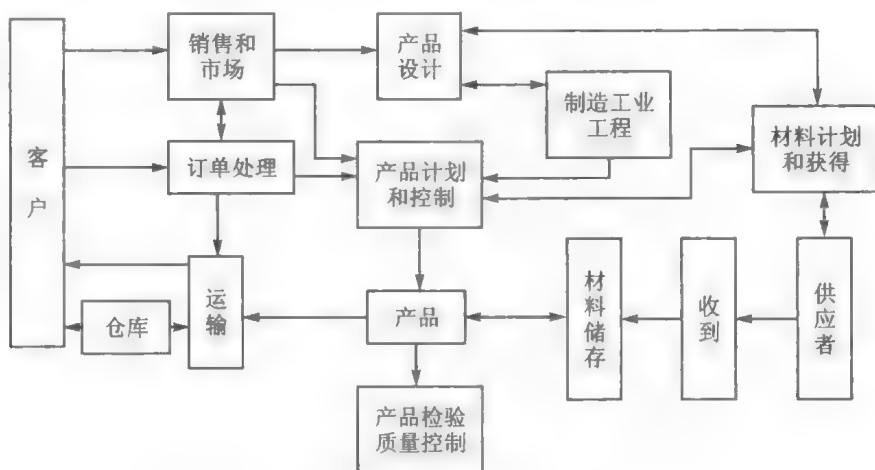 客
户
销售和
市场
产品
设计
制造工业
工程
材料计划
和获得
订单处理
产品计划
和控制
运
输
仓库
产品
材
料
储
存
收
到
供
应
者
产品检验
质量控制